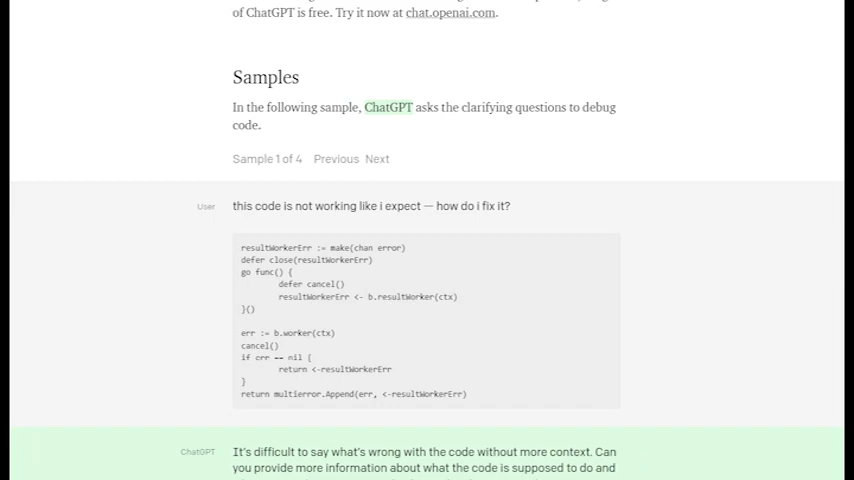 of ChatGPT is free. Try it now at chat.openai.com.
Samples
In the following sample, ChatGPT asks the clarifying questions to debug
code.
Sample 1 of 4 Previous Next
User this code is not working like i expect — how do i fix it?
resultWorkerErr := make(chan error)
defer close(resultWorkerErr)
go func() {
defer cancel()
resultWorkerErr <- b.resultWorker(ctx)
}()
err := b.worker(ctx)
cancel()
if err == nil {
return <-resultWorkerErr
}
return multierror.Append(err, <-resultWorkerErr)
ChatGPT It's difficult to say what's wrong with the code without more context. Can
you provide more information about what the code is supposed to do and